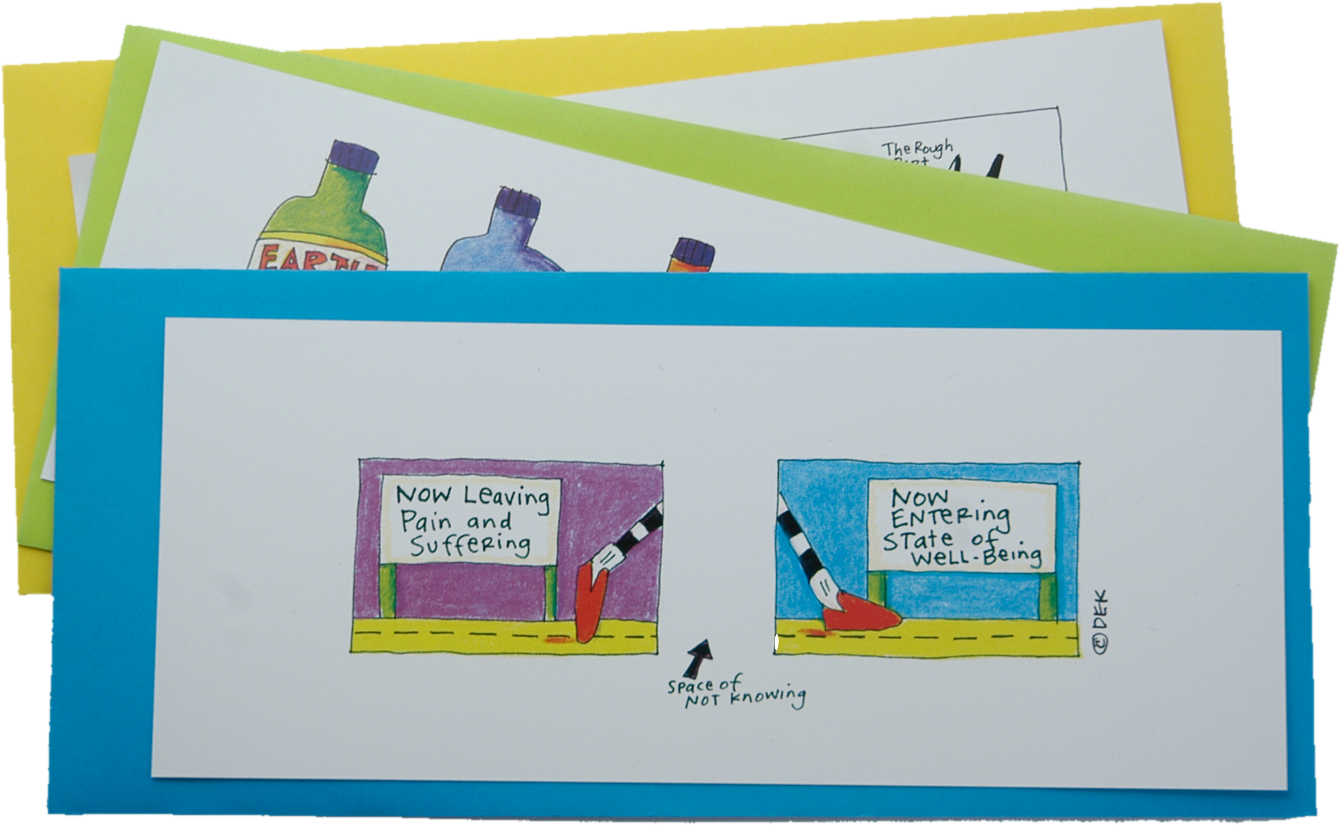 The Rough
EARTH
NOW Leaving
Pain and
SuffERing
NOW
ENTERing
STate of
WeLL-Being
Space of
NOT Knowing
©DEK